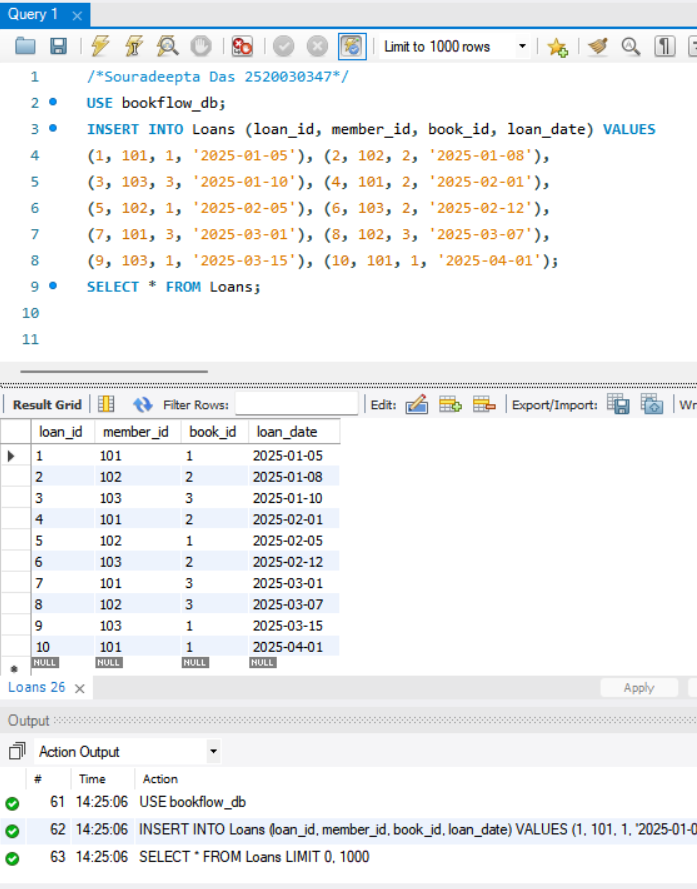 Query 1
Limit to 1000 rows
1 /*Souradeepta Das 2520030347*/
2 USE bookflow_db;
3 INSERT INTO Loans (loan_id, member_id, book_id, loan_date) VALUES
4 (1, 101, 1, '2025-01-05'), (2, 102, 2, '2025-01-08'),
5 (3, 103, 3, '2025-01-10'), (4, 101, 2, '2025-02-01'),
6 (5, 102, 1, '2025-02-05'), (6, 103, 2, '2025-02-12'),
7 (7, 101, 3, '2025-03-01'), (8, 102, 3, '2025-03-07'),
8 (9, 103, 1, '2025-03-15'), (10, 101, 1, '2025-04-01');
9 SELECT * FROM Loans;
10
11
Result Grid Filter Rows: Edit: Export/Import: Wr
loan_id member_id book_id loan_date
1 101 1 2025-01-05
2 102 2 2025-01-08
3 103 3 2025-01-10
4 101 2 2025-02-01
5 102 1 2025-02-05
6 103 2 2025-02-12
7 101 3 2025-03-01
8 102 3 2025-03-07
9 103 1 2025-03-15
10 101 1 2025-04-01
NULL NULL NULL NULL
Loans 26 Apply
Output
Action Output
# Time Action
61 14:25:06 USE bookflow_db
62 14:25:06 INSERT INTO Loans (loan_id, member_id, book_id, loan_date) VALUES (1, 101, 1, '2025-01-0
63 14:25:06 SELECT * FROM Loans LIMIT 0, 1000